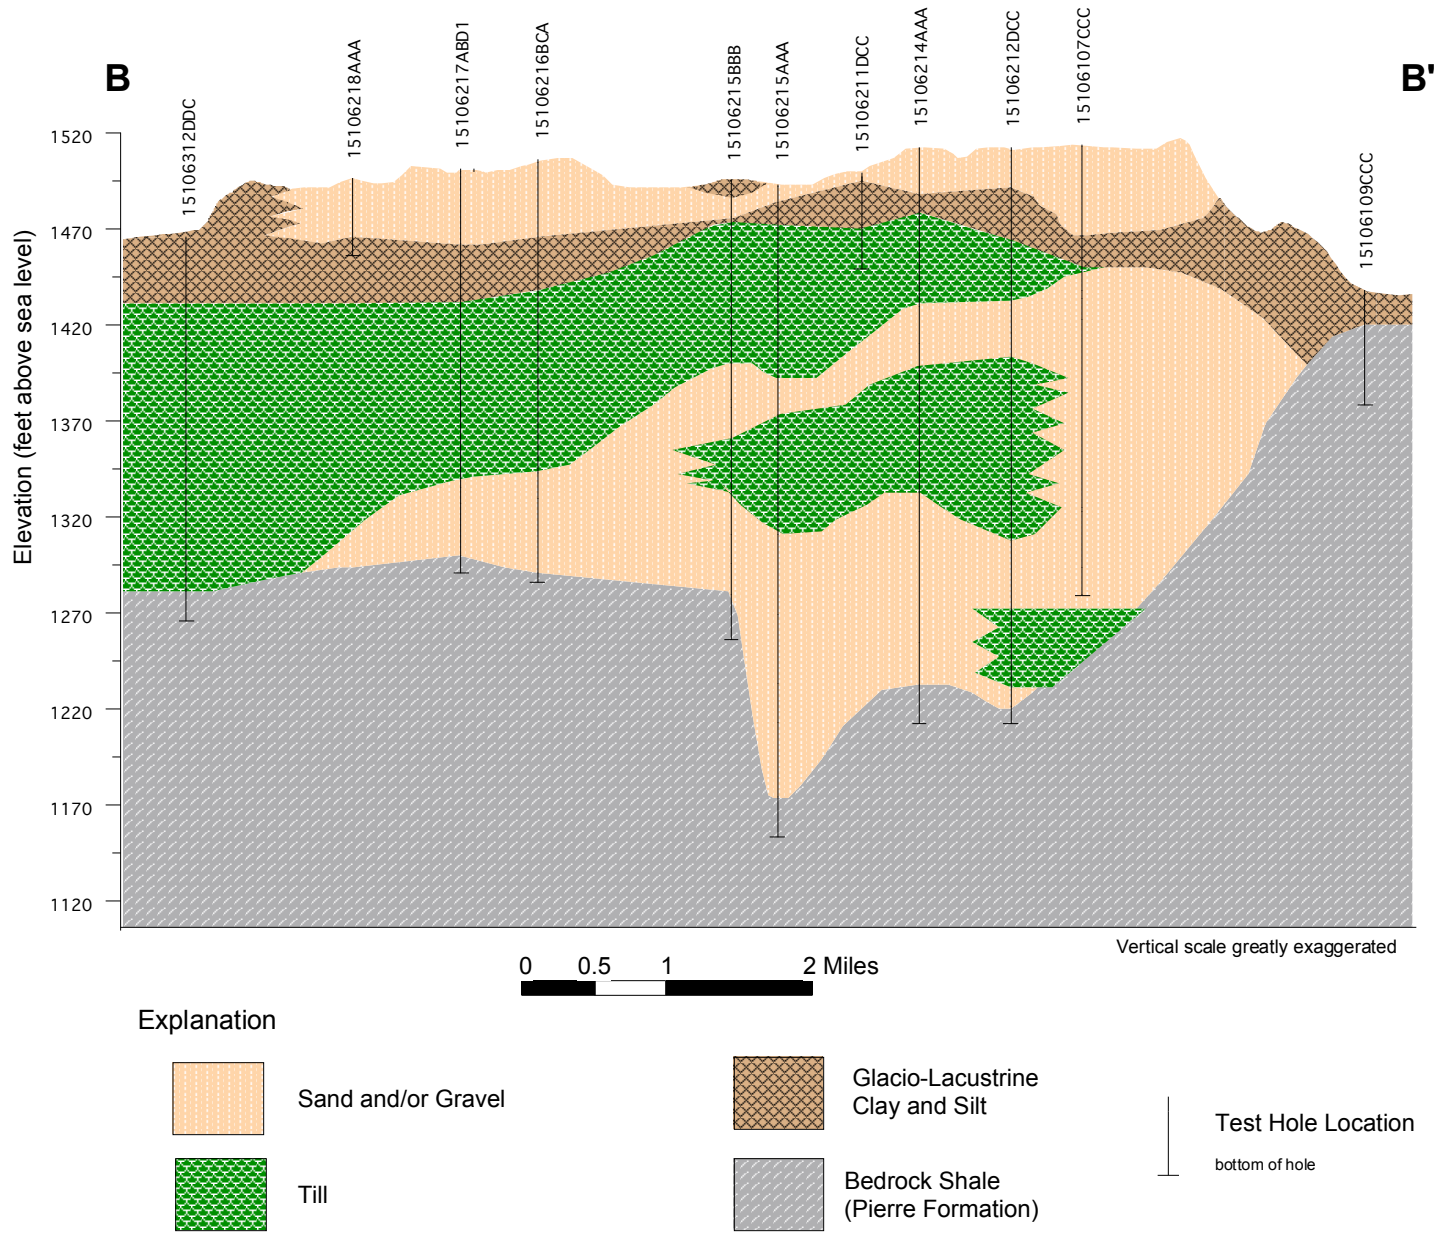 B
B'
15106312DDC
15106218AAA
15106217ABD1
15106216BCA
15106215BBB
15106215AAA
15106211DCC
15106214AAA
15106212DCC
15106107CCC
15106109CCC
Elevation (feet above sea level)
1520
1470
1420
1370
1320
1270
1220
1170
1120
Vertical scale greatly exaggerated
0 0.5 1 2 Miles
Explanation
Sand and/or Gravel
Till
Glacio-Lacustrine
Clay and Silt
Bedrock Shale
(Pierre Formation)
Test Hole Location
bottom of hole